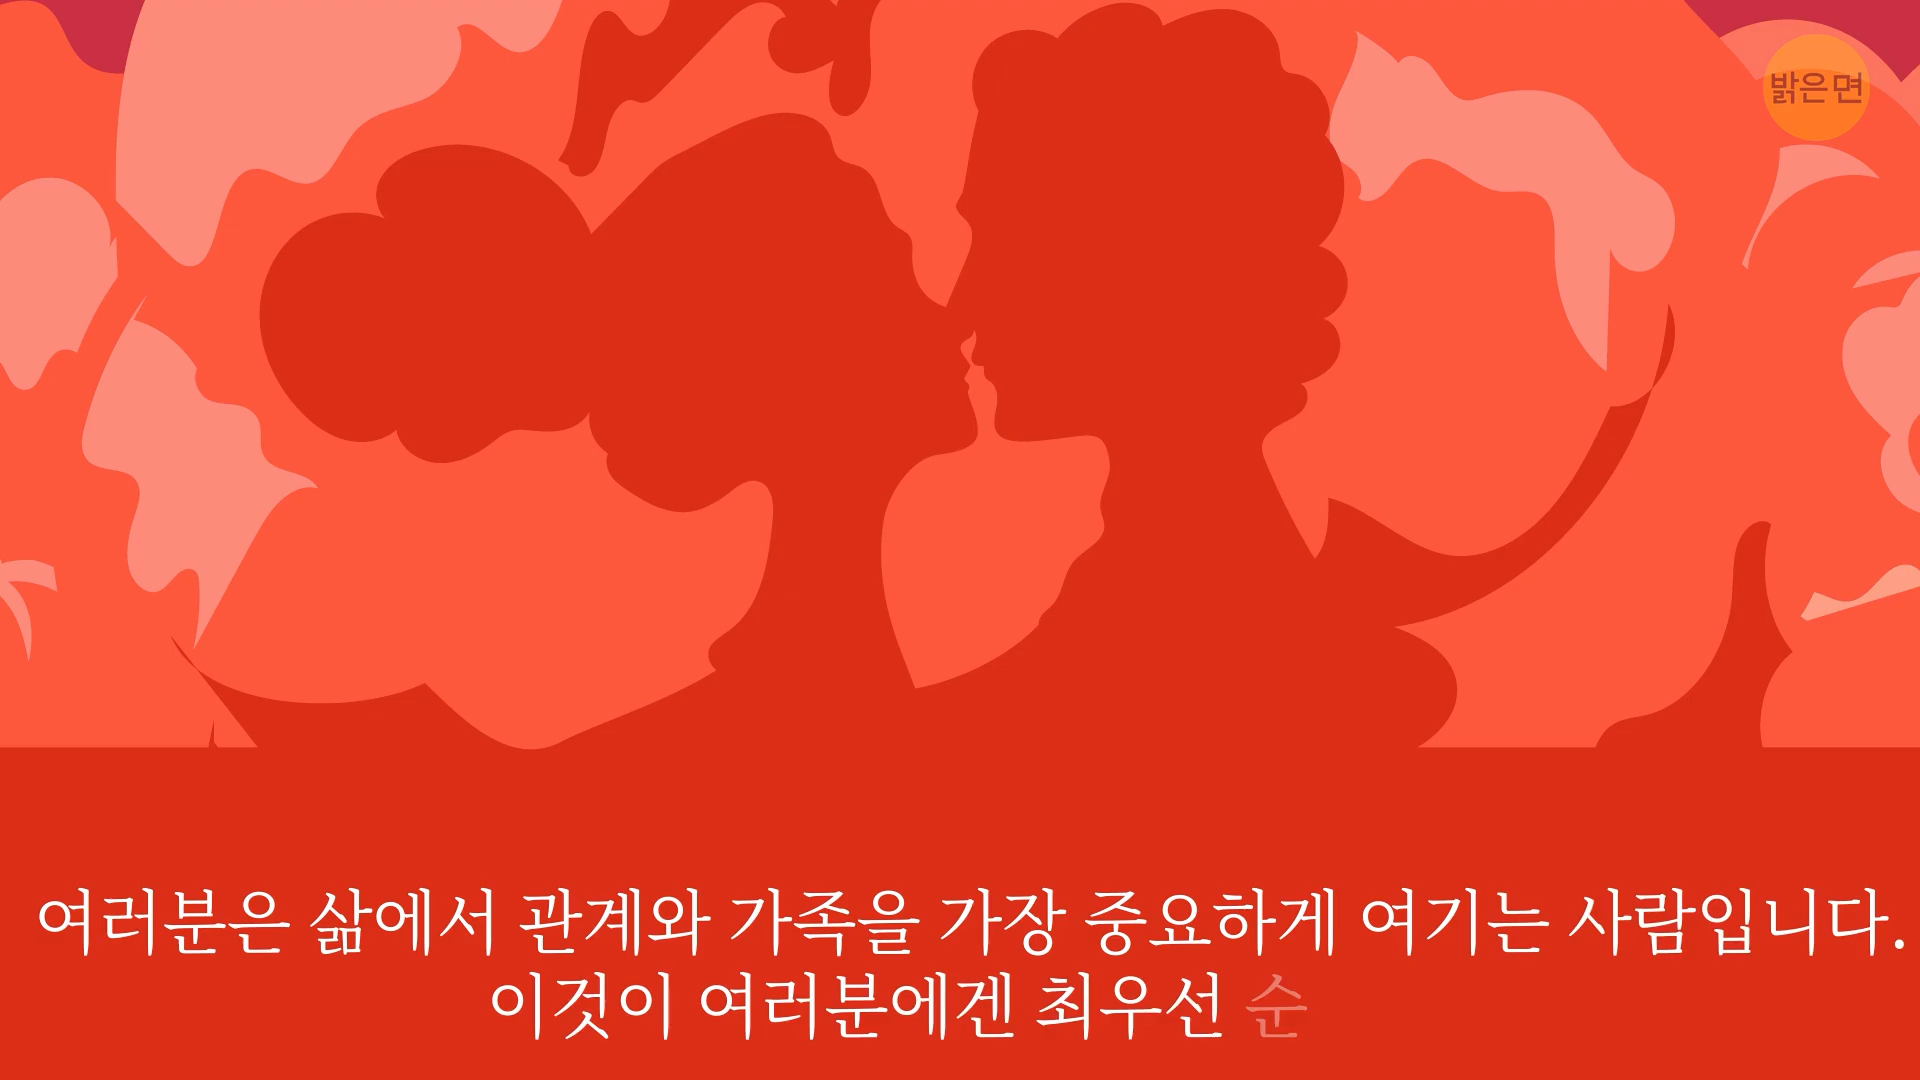 밝은면
여러분은 삶에서 관계와 가족을 가장 중요하게 여기는 사람입니다.
이것이 여러분에겐 최우선 순